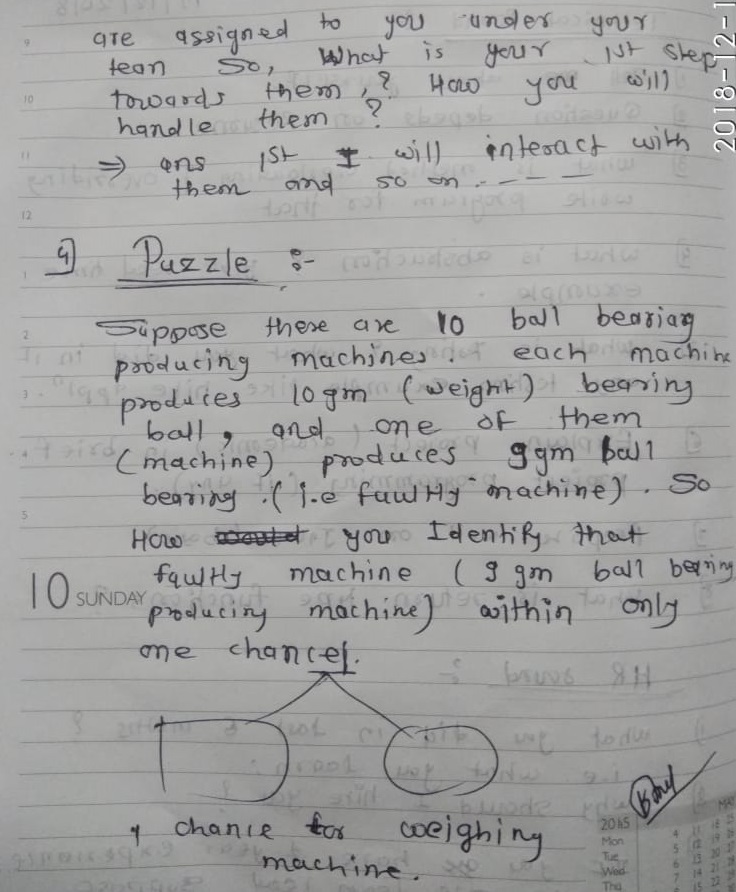 are assigned to you under your
team so, What is your 1st step
towards them,? How you will
handle them ?
⇒ ans 1st I will interact with
them and so on . — — —
4) Puzzle :-
Suppose there are 10 ball bearing
producing machines. each machine
produces 10gm (weight) bearing
ball, and one of them
(machine) produces 9gm ball
bearing .(i.e faulty machine). So
How you Identify that
faulty machine (9 gm ball bearing
10 SUNDAY producing machine) within only
one chance.
1 chance for weighing
machine.
2018-12-1
9
10
11
12
1
2
3
4
5
2015
Mon
Tue
Wed
Thu
MAY